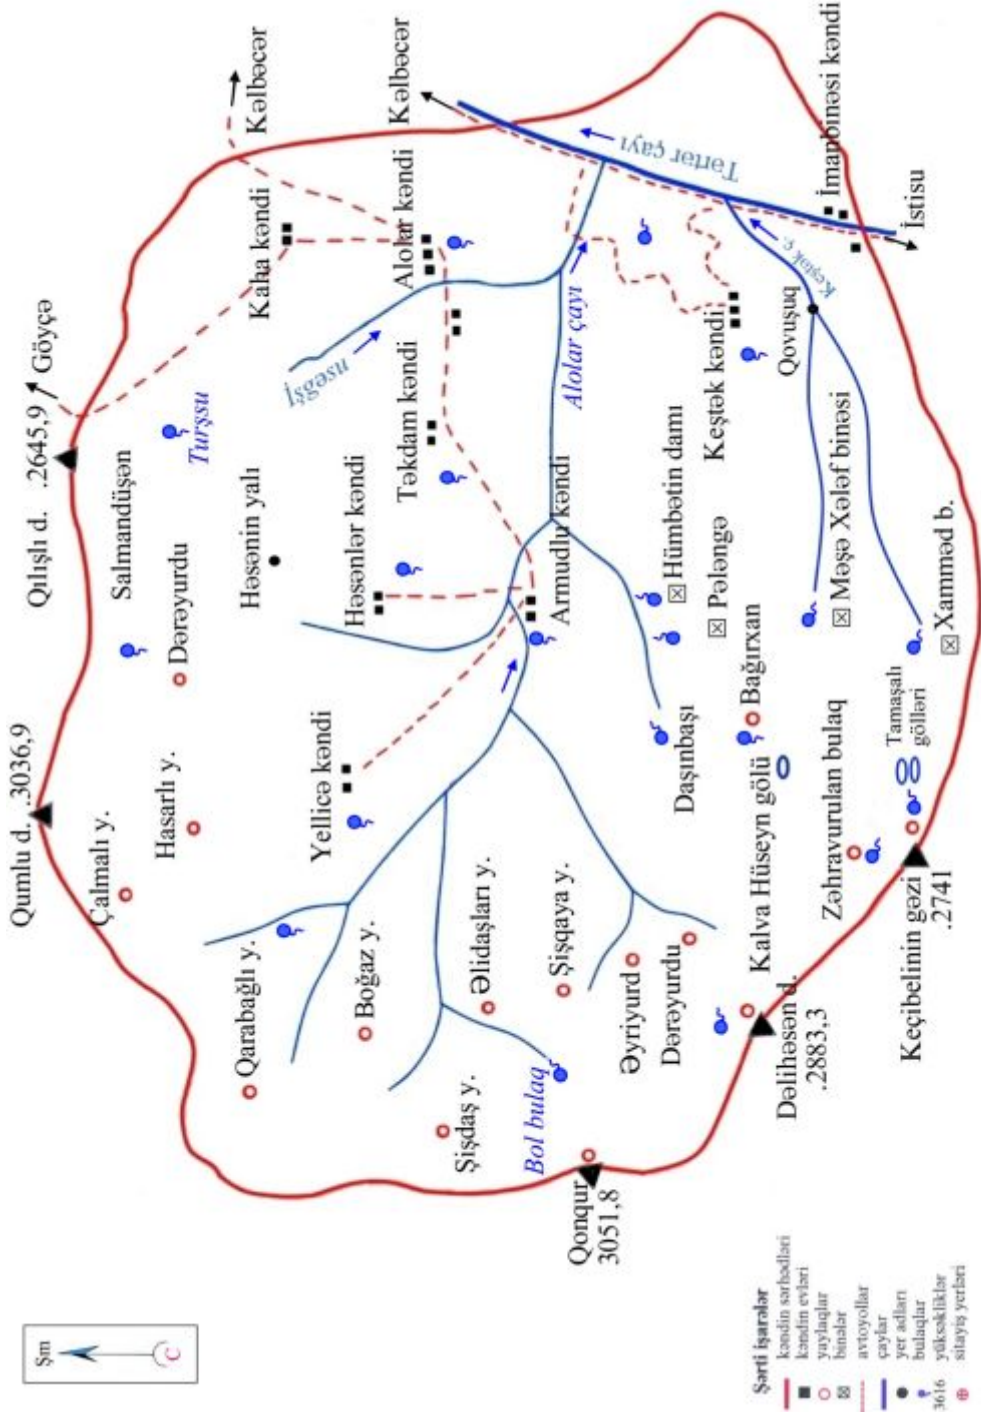 Şm
C
Qumlu d. .3036,9
Qılışlı d. .2645,9
Göyçə
Kəlbəcər
Çalmalı y.
Salmandüşən
Dərəyurdu
Turşsu
Kaha kəndi
Hasarlı y.
Həsənin yalı
Kəlbəcər
Qarabağlı y.
Yellicə kəndi
Həsənlər kəndi
Təkdam kəndi
Alolar kəndi
Boğaz y.
Şişdaş y.
Əlidaşları y.
Bol bulaq
Şişqaya y.
Armudlu kəndi
Alolar çayı
Tərtər çayı
Qonqur
3051,8
Əyriyurd
Dərəyurdu
Daşınbaşı
Hümbətin damı
Pələngə
Keştək kəndi
Keştək ç.
İmanbinəsi kəndi
Bağırxan
Kalva Hüseyn gölü
Qovuşuq
Məşə Xələf binəsi
İstisu
Dəlihəsən d.
.2883,3
Zəhravurulan bulaq
Tamaşalı
gölləri
Xamməd b.
Keçibelinin gəzi
.2741
Şərti işarələr
kəndin sərhədləri
kəndin evləri
yaylaqlar
binələr
avtoyollar
çaylar
yer adları
bulaqlar
3616 yüksəkliklər
sitayiş yerləri